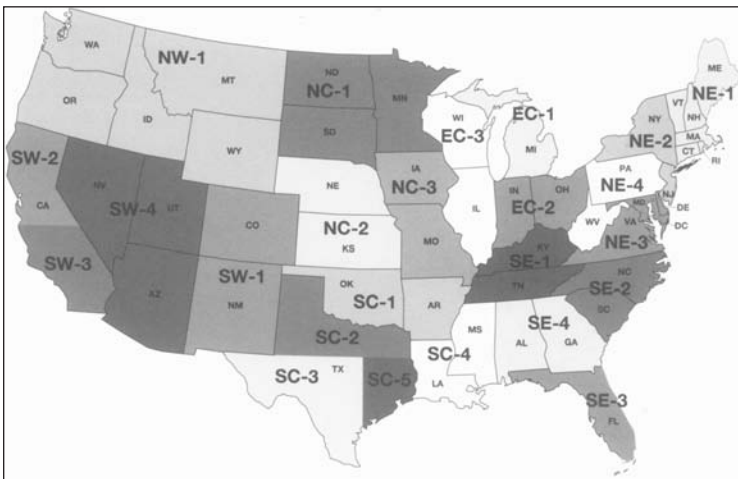 WA
NW-1
MT
ND
NC-1
MN
ME
OR
ID
SD
WI
EC-3
EC-1
MI
VT
NE-1
NH
NY
NE-2
MA
CT
RI
WY
SW-2
NV
SW-4
UT
CA
NE
IA
NC-3
IL
IN
EC-2
OH
PA
NE-4
NJ
MD
DE
DC
WV
VA
NE-3
CO
NC-2
KS
MO
KY
SE-1
TN
NC
SE-2
SC
SW-3
AZ
SW-1
NM
OK
SC-1
AR
SC-2
MS
SC-4
LA
AL
SE-4
GA
SC-3
TX
SC-5
SE-3
FL